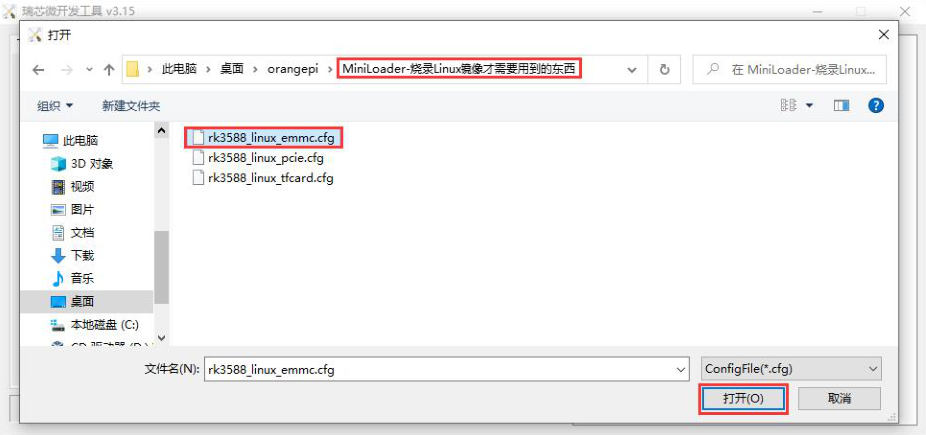 瑞芯微开发工具 v3.15
打开
此电脑 桌面 orangepi MiniLoader-烧录Linux镜像才需要用到的东西
在 MiniLoader-烧录Linux...
组织 新建文件夹
此电脑
3D 对象
视频
图片
文档
下载
音乐
桌面
本地磁盘 (C:)
rk3588_linux_emmc.cfg
rk3588_linux_pcie.cfg
rk3588_linux_tfcard.cfg
文件名(N): rk3588_linux_emmc.cfg
ConfigFile(*.cfg)
打开(O) 取消